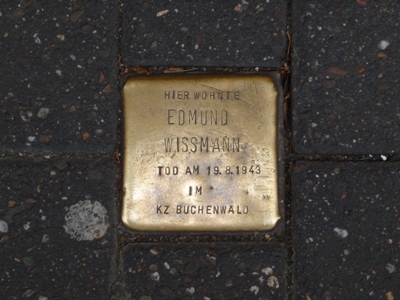 HIER WOHNTE
EDMUND
WISSMANN
TOD AM 19.8.1943
IM
KZ BUCHENWALD